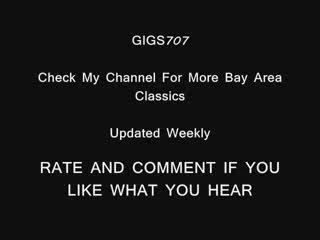 GIGS707
Check My Channel For More Bay Area
Classics
Updated Weekly
RATE AND COMMENT IF YOU
LIKE WHAT YOU HEAR